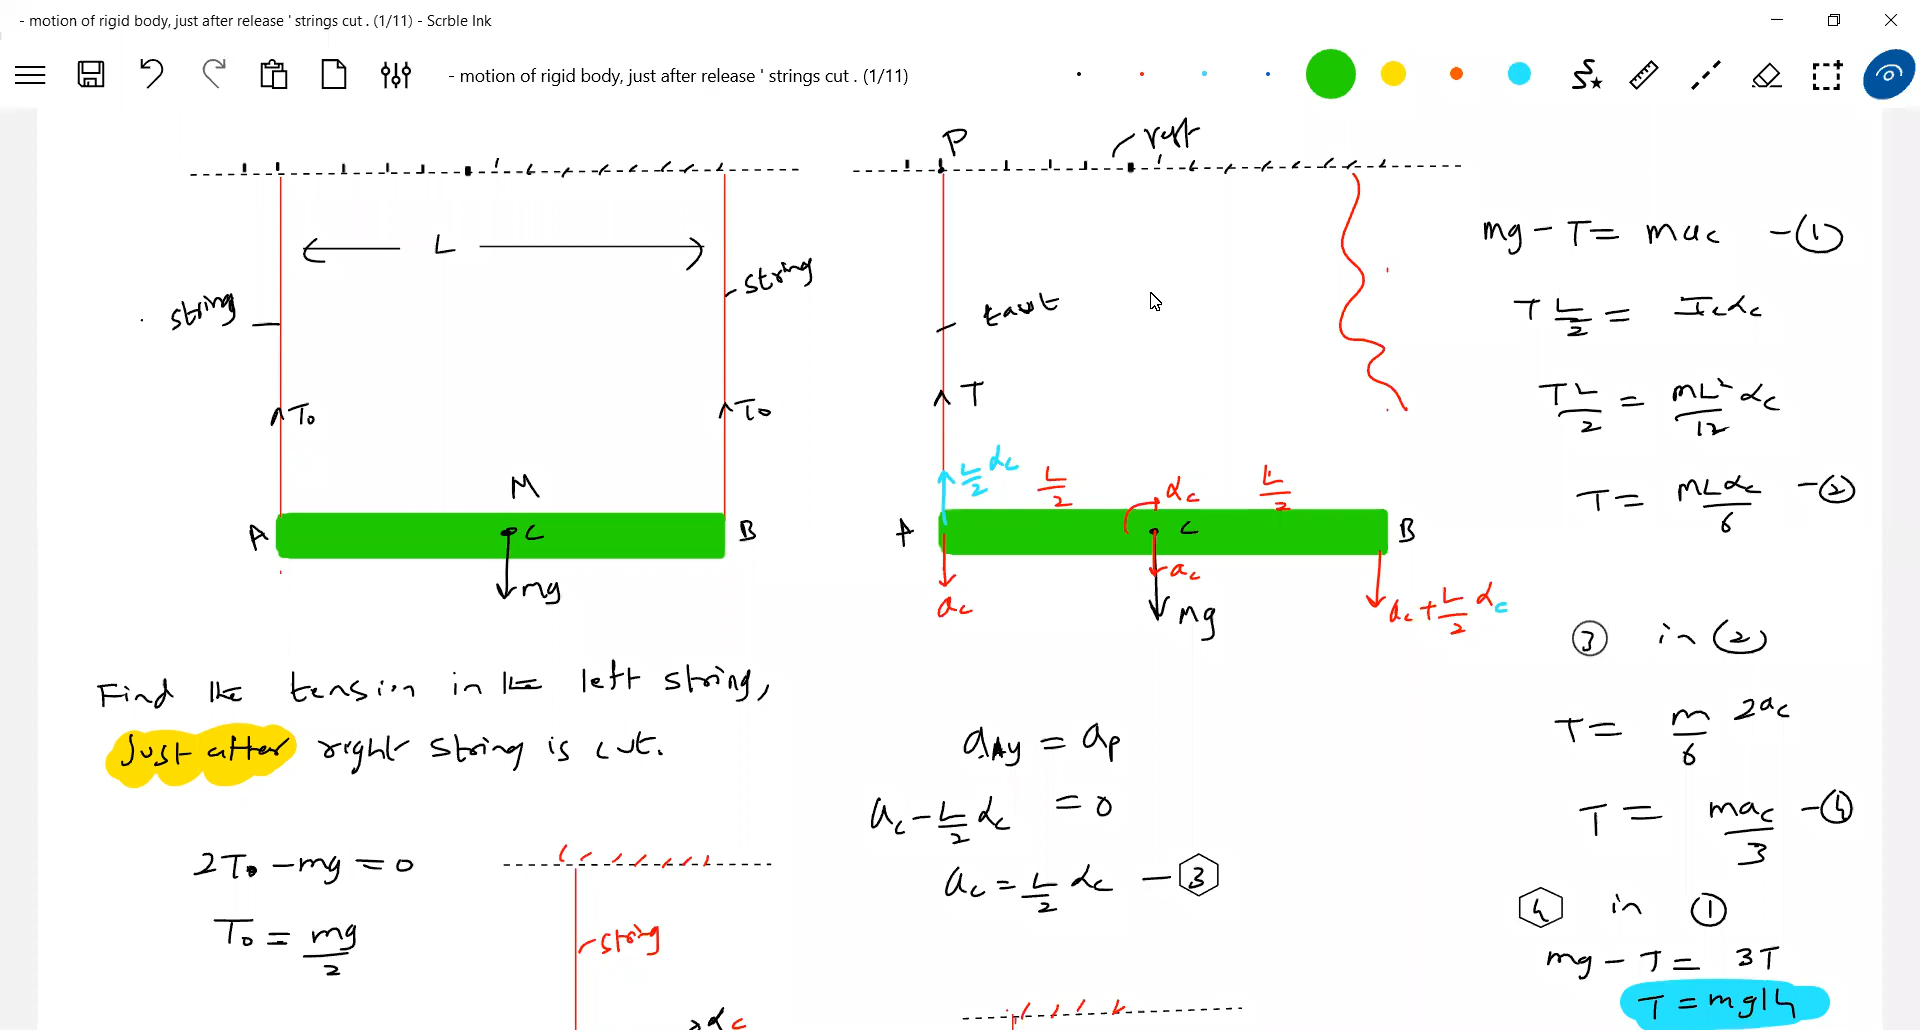 - motion of rigid body, just after release ' strings cut . (1/11) - Scrble Ink
- motion of rigid body, just after release ' strings cut . (1/11)
L
string
string
T₀
T₀
M
A
C
B
mg
Find the tension in the left string,
Just after right string is cut.
2T₀ - mg = 0
T₀ = mg/2
string
αc
P
rest
taut
T
L/2 αc
L/2
αc
L/2
A
C
B
ac
ac
mg
ac + L/2 αc
aAy = aP
ac - L/2 αc = 0
ac = L/2 αc - ③
mg - T = mac - ①
T L/2 = Icαc
TL/2 = mL²/12 αc
T = mLαc/6 - ②
③ in ②
T = m/6 2ac
T = mac/3 - ④
④ in ①
mg - T = 3T
T = mg/4